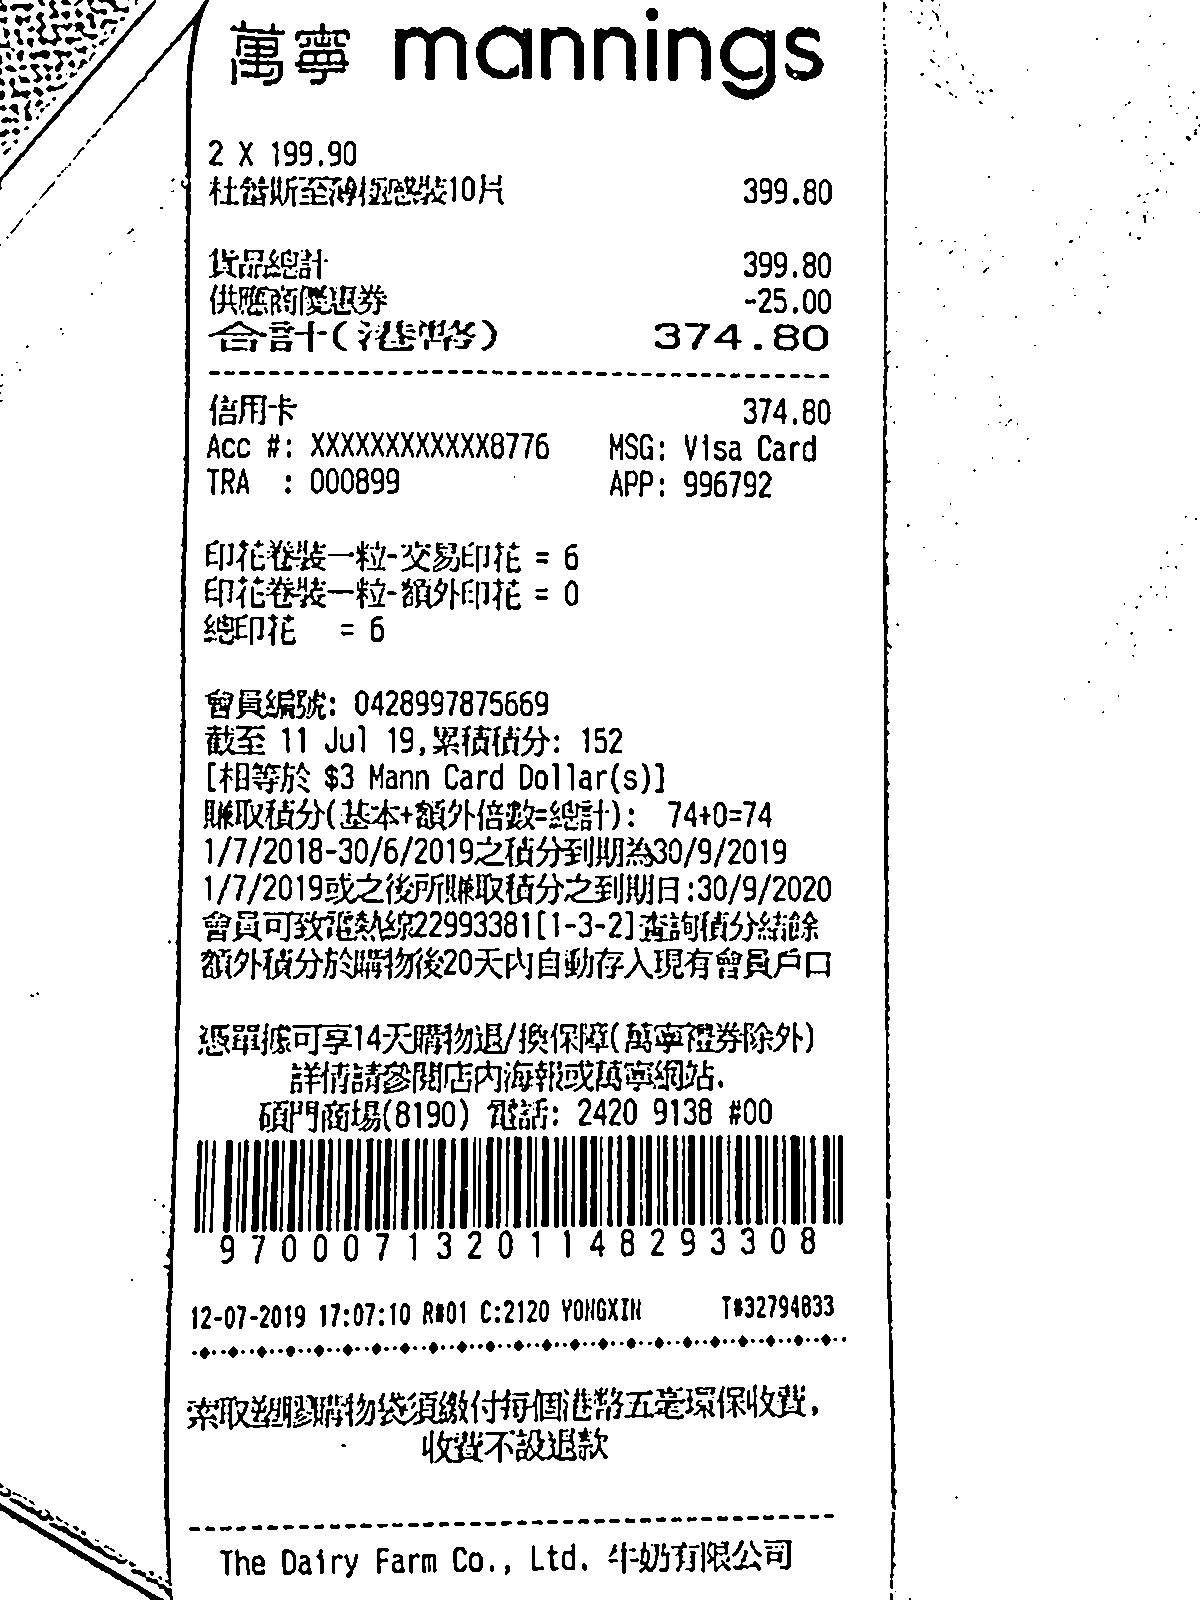 萬寧 mannings
2 X 199.90
杜蕾斯至薄極感裝10片 399.80
貨品總計 399.80
供應商優惠券 -25.00
合計(港幣) 374.80
信用卡 374.80
Acc #: XXXXXXXXXXXX8776 MSG: Visa Card
TRA : 000899 APP: 996792
印花卷裝一粒-交易印花 = 6
印花卷裝一粒-額外印花 = 0
總印花 = 6
會員編號: 0428997875669
截至 11 Jul 19,累積積分: 152
[相等於 $3 Mann Card Dollar(s)]
賺取積分(基本+額外倍數=總計): 74+0=74
1/7/2018-30/6/2019之積分到期為30/9/2019
1/7/2019或之後所賺取積分之到期日:30/9/2020
會員可致電熱線22993381[1-3-2]查詢積分結餘
額外積分於購物後20天內自動存入現有會員戶口
憑單據可享14天購物退/換保障(萬寧禮券除外)
詳情請參閱店內海報或萬寧網站.
碩門商場(8190) 電話: 2420 9138 #00
97000713201148293308
12-07-2019 17:07:10 R#01 C:2120 YONGXIN T#32794833
索取塑膠購物袋須繳付每個港幣五毫環保收費,
收費不設退款
The Dairy Farm Co., Ltd. 牛奶有限公司